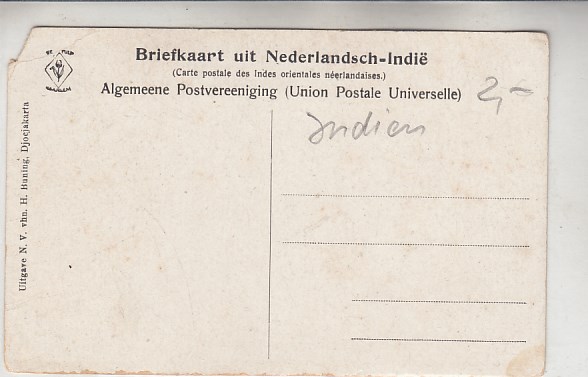 Briefkaart uit Nederlandsch-Indië
(Carte postale des Indes orientales néerlandaises.)
Algemeene Postvereeniging (Union Postale Universelle)
2,-
Indien
Uitgave N. V. vhn. H. Buning, Djocjakarta